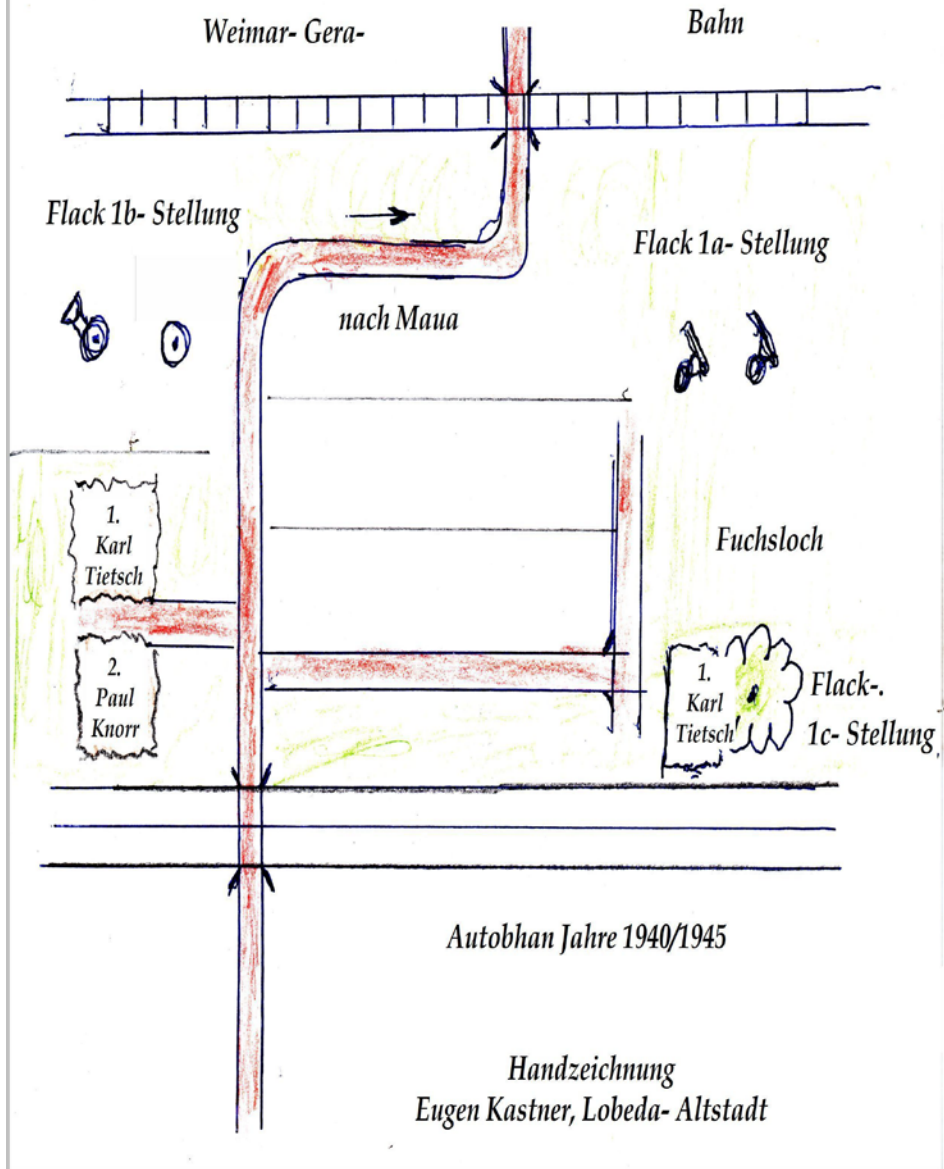 Weimar- Gera-
Bahn
Flack 1b- Stellung
Flack 1a- Stellung
nach Maua
1.
Karl
Tietsch
Fuchsloch
2.
Paul
Knorr
1.
Karl
Tietsch
Flack-.
1c- Stellung
Autobhan Jahre 1940/1945
Handzeichnung
Eugen Kastner, Lobeda- Altstadt